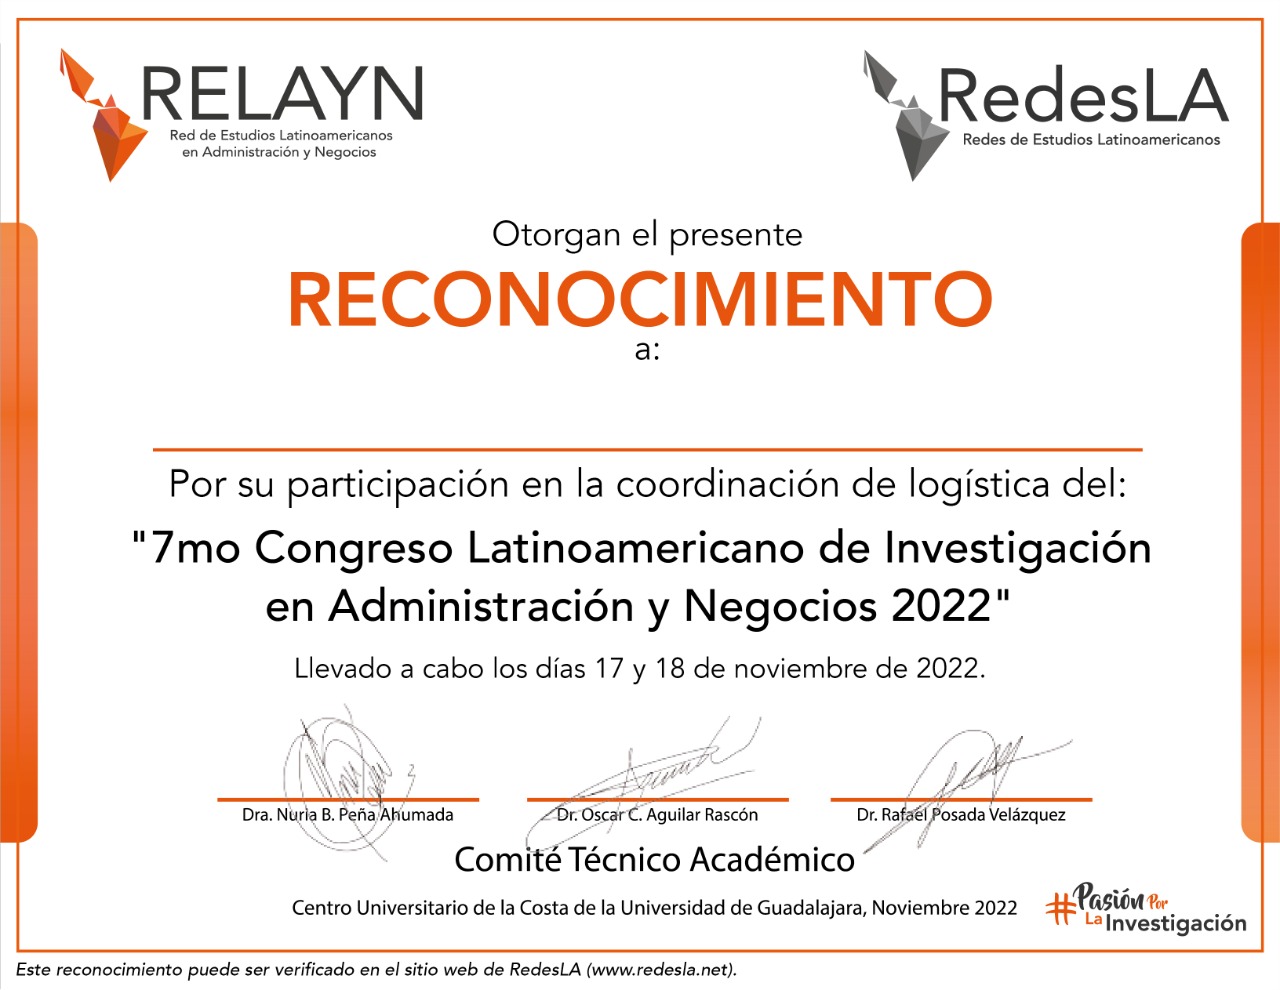 RELAYN
Red de Estudios Latinoamericanos
en Administración y Negocios
RedesLA
Redes de Estudios Latinoamericanos
Otorgan el presente
RECONOCIMIENTO
a:
Por su participación en la coordinación de logística del:
"7mo Congreso Latinoamericano de Investigación
en Administración y Negocios 2022"
Llevado a cabo los días 17 y 18 de noviembre de 2022.
Dra. Nuria B. Peña Ahumada
Dr. Oscar C. Aguilar Rascón
Dr. Rafael Posada Velázquez
Comité Técnico Académico
Centro Universitario de la Costa de la Universidad de Guadalajara, Noviembre 2022
#Pasión Por
La Investigación
Este reconocimiento puede ser verificado en el sitio web de RedesLA (www.redesla.net).